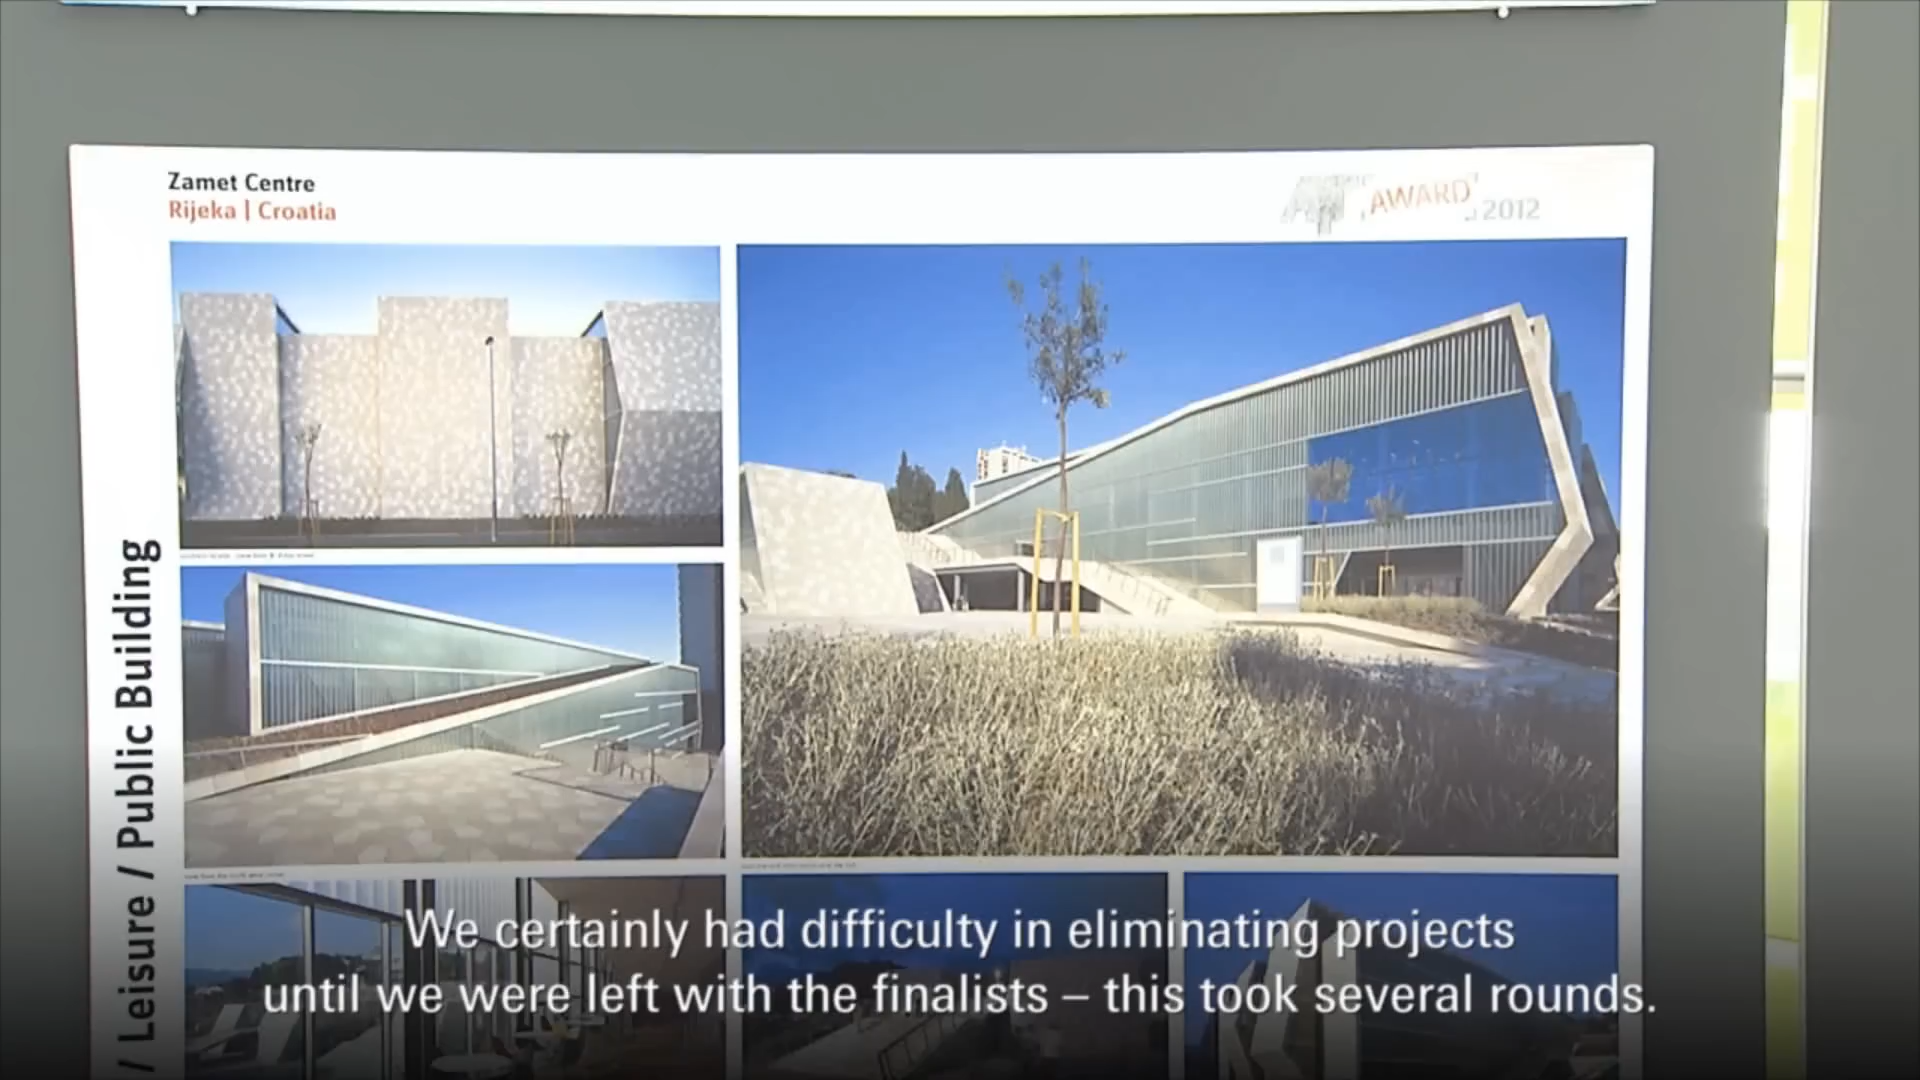 Zamet Centre
Rijeka | Croatia
AIT AWARD
2012
/ Leisure / Public Building
We certainly had difficulty in eliminating projects
until we were left with the finalists – this took several rounds.